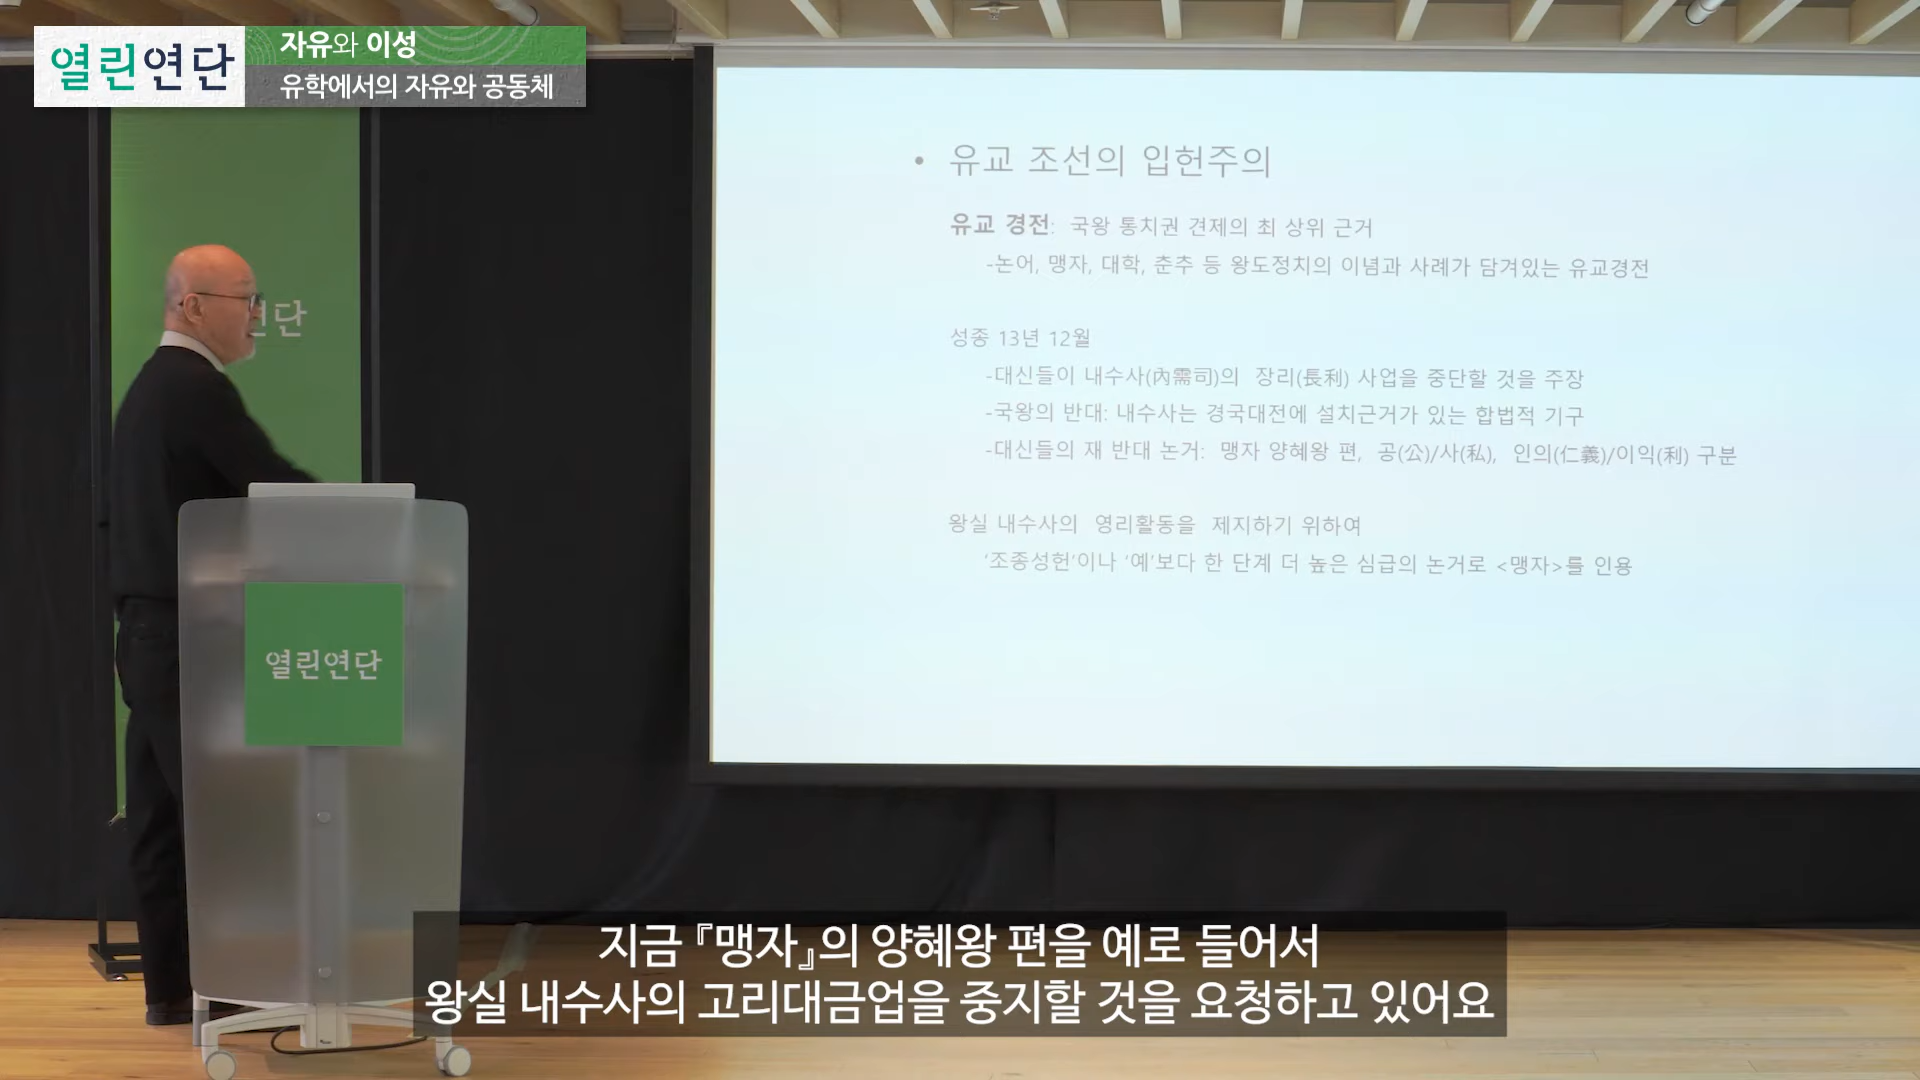 열린연단
자유와 이성
유학에서의 자유와 공동체
연단
• 유교 조선의 입헌주의
유교 경전: 국왕 통치권 견제의 최 상위 근거
-논어, 맹자, 대학, 춘추 등 왕도정치의 이념과 사례가 담겨있는 유교경전
성종 13년 12월
-대신들이 내수사(內需司)의 장리(長利) 사업을 중단할 것을 주장
-국왕의 반대: 내수사는 경국대전에 설치근거가 있는 합법적 기구
-대신들의 재 반대 논거: 맹자 양혜왕 편, 공(公)/사(私), 인의(仁義)/이익(利) 구분
왕실 내수사의 영리활동을 제지하기 위하여
'조종성헌'이나 '예'보다 한 단계 더 높은 심급의 논거로 <맹자>를 인용
열린연단
지금 『맹자』의 양혜왕 편을 예로 들어서
왕실 내수사의 고리대금업을 중지할 것을 요청하고 있어요